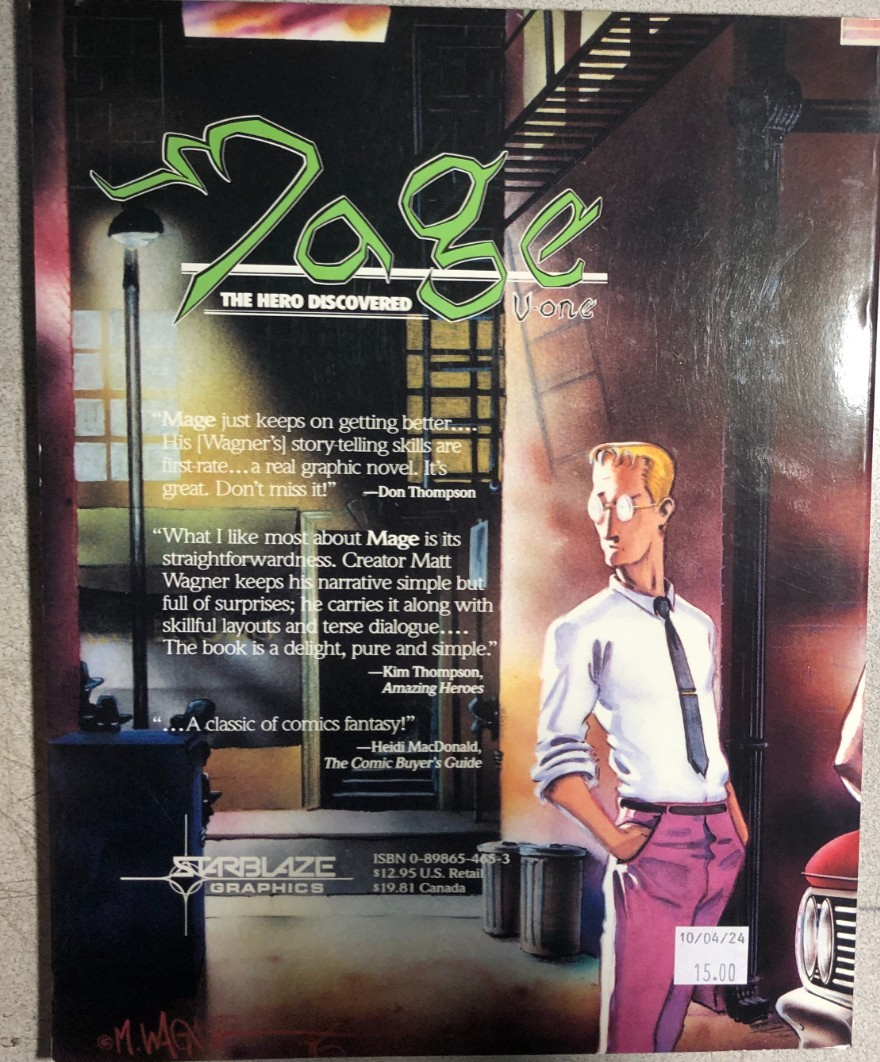 Mage
THE HERO DISCOVERED
V-one
“Mage just keeps on getting better....
His [Wagner's] story-telling skills are
first-rate...a real graphic novel. It's
great. Don't miss it!” —Don Thompson
“What I like most about Mage is its
straightforwardness. Creator Matt
Wagner keeps his narrative simple but
full of surprises; he carries it along with
skillful layouts and terse dialogue....
The book is a delight, pure and simple.”
—Kim Thompson,
Amazing Heroes
“...A classic of comics fantasy!”
—Heidi MacDonald,
The Comic Buyer's Guide
STARBLAZE
GRAPHICS
ISBN 0-89865-465-3
$12.95 U.S. Retail
$19.81 Canada
10/04/24
15.00
©M. WAGNER